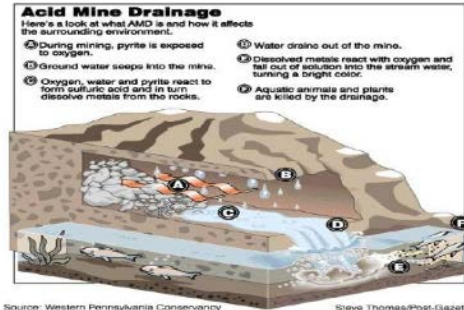 Acid Mine Drainage
Here's a look at what AMD is and how it affects
the surrounding environment.
A During mining, pyrite is exposed
to oxygen.
B Ground water seeps into the mine.
C Oxygen, water and pyrite react to
form sulfuric acid and in turn
dissolve metals from the rocks.
D Water drains out of the mine.
E Dissolved metals react with oxygen and
fall out of solution into the stream water,
turning a bright color.
F Aquatic animals and plants
are killed by the drainage.
A
B
C
D
E
F
Source: Western Pennsylvania Conservancy
Steve Thomas/Post-Gazet